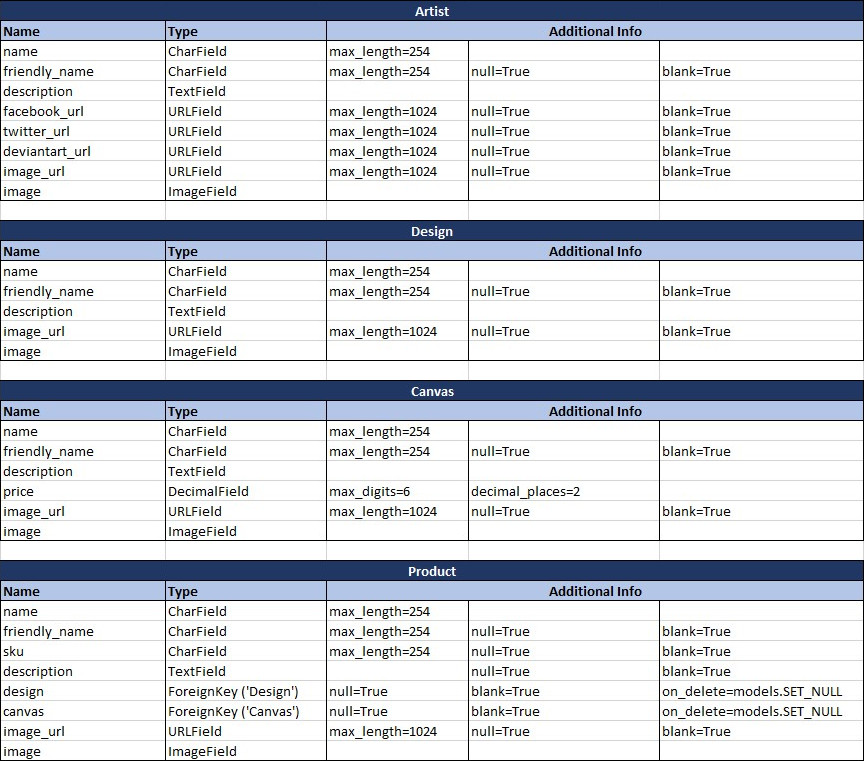 Artist
Name Type Additional Info
name CharField max_length=254
friendly_name CharField max_length=254 null=True blank=True
description TextField
facebook_url URLField max_length=1024 null=True blank=True
twitter_url URLField max_length=1024 null=True blank=True
deviantart_url URLField max_length=1024 null=True blank=True
image_url URLField max_length=1024 null=True blank=True
image ImageField
Design
Name Type Additional Info
name CharField max_length=254
friendly_name CharField max_length=254 null=True blank=True
description TextField
image_url URLField max_length=1024 null=True blank=True
image ImageField
Canvas
Name Type Additional Info
name CharField max_length=254
friendly_name CharField max_length=254 null=True blank=True
description TextField
price DecimalField max_digits=6 decimal_places=2
image_url URLField max_length=1024 null=True blank=True
image ImageField
Product
Name Type Additional Info
name CharField max_length=254
friendly_name CharField max_length=254 null=True blank=True
sku CharField max_length=254 null=True blank=True
description TextField null=True blank=True
design ForeignKey ('Design') null=True blank=True on_delete=models.SET_NULL
canvas ForeignKey ('Canvas') null=True blank=True on_delete=models.SET_NULL
image_url URLField max_length=1024 null=True blank=True
image ImageField